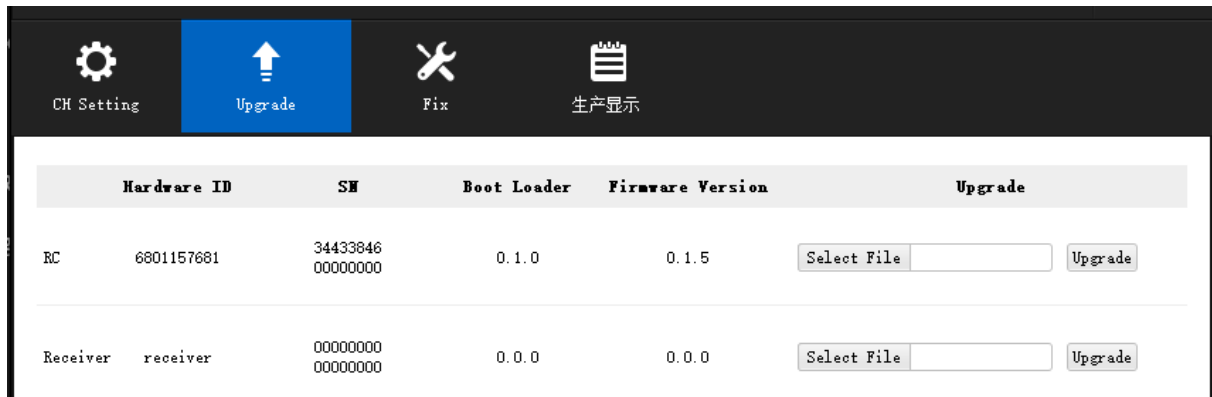 CH Setting Upgrade Fix 生产显示
Hardware ID SN Boot Loader Firmware Version Upgrade
RC 6801157681 34433846 0.1.0 0.1.5 Select File Upgrade
00000000
Receiver receiver 00000000 0.0.0 0.0.0 Select File Upgrade
00000000